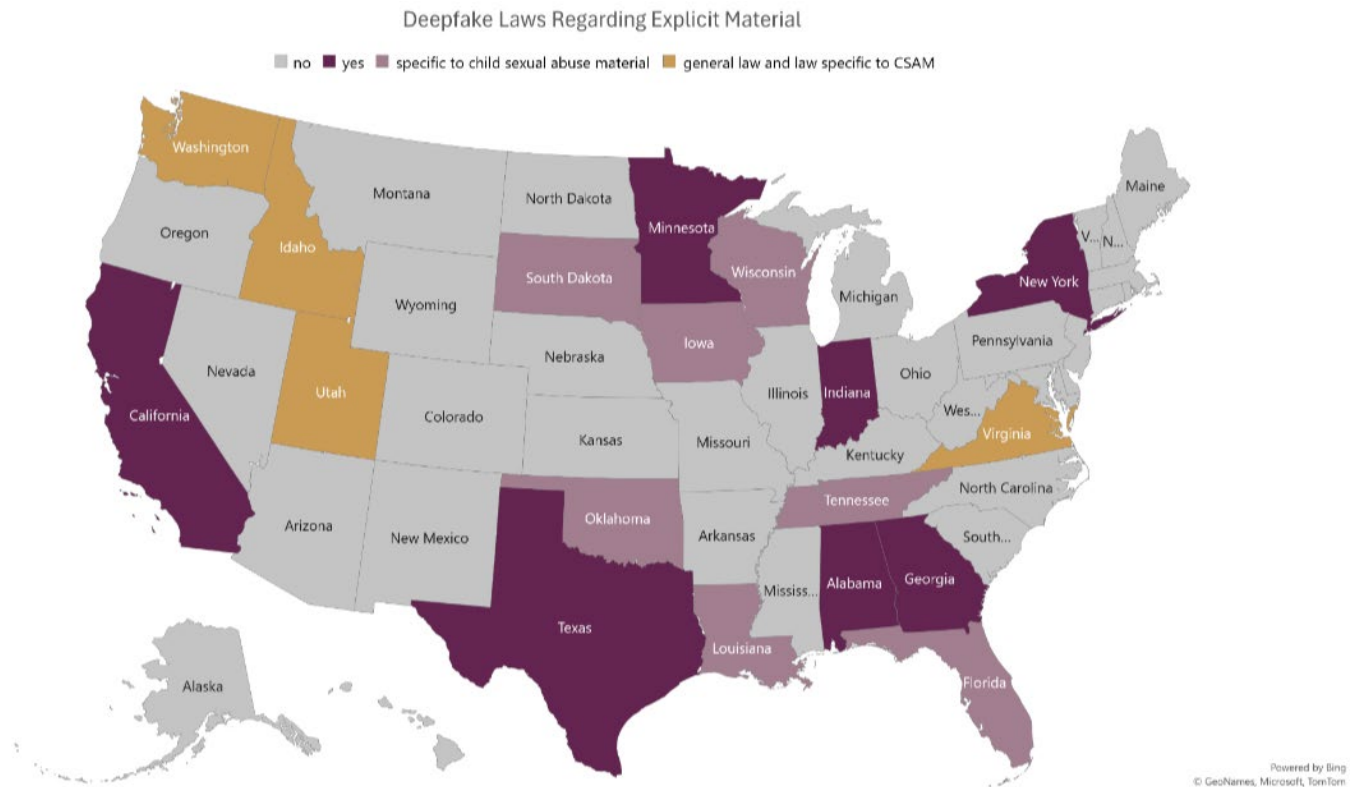 Deepfake Laws Regarding Explicit Material
no yes specific to child sexual abuse material general law and law specific to CSAM
Washington
Montana
North Dakota
Minnesota
Maine
Oregon
Idaho
South Dakota
Wisconsin
V... N...
New York
Wyoming
Michigan
Iowa
Pennsylvania
Nebraska
Nevada
Utah
Illinois
Indiana
Ohio
California
Colorado
Kansas
Missouri
Wes...
Virginia
Kentucky
North Carolina
Tennessee
Arizona
New Mexico
Oklahoma
Arkansas
South...
Mississ...
Alabama
Georgia
Texas
Louisiana
Alaska
Florida
Powered by Bing
© GeoNames, Microsoft, TomTom